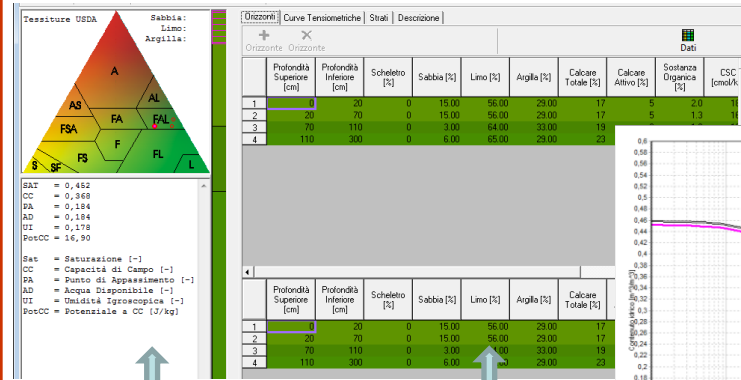 Tessiture USDA
Sabbia:
Limo:
Argilla:
A
AS
AL
FSA
FA
FAL
F
FS
FL
S
SF
L
SAT = 0,452
CC = 0,368
PA = 0,184
AD = 0,184
UI = 0,178
PotCC = 16,90
Sat = Saturazione [-]
CC = Capacità di Campo [-]
PA = Punto di Appassimento [-]
AD = Acqua Disponibile [-]
UI = Umidità Igroscopica [-]
PotCC = Potenziale a CC [J/kg]
Orizzonti Curve Tensiometriche Strati Descrizione
Orizzonte Orizzonte
Dati
Profondità Superiore [cm] Profondità Inferiore [cm] Scheletro [%] Sabbia [%] Limo [%] Argilla [%] Calcare Totale [%] Calcare Attivo [%] Sostanza Organica [%] CSC [cmol/k
1 0 20 0 15.00 56.00 29.00 17 5 2.0 18
2 20 70 0 15.00 56.00 29.00 17 5 1.3 16
3 70 110 0 3.00 64.00 33.00 19
4 110 300 0 6.00 65.00 29.00 23
Profondità Superiore [cm] Profondità Inferiore [cm] Scheletro [%] Sabbia [%] Limo [%] Argilla [%] Calcare Totale [%]
1 0 20 0 15.00 56.00 29.00 17
2 20 70 0 15.00 56.00 29.00 17
3 70 110 0 3.00 64.00 33.00 19
4 110 300 0 6.00 29.00 23
0,6
0,58
0,56
0,54
0,52
0,5
0,48
0,46
0,44
0,42
0,4
0,38
0,36
0,34
0,32
0,3
0,28
0,26
0,24
0,22
0,2
0,18
Contenuto idrico